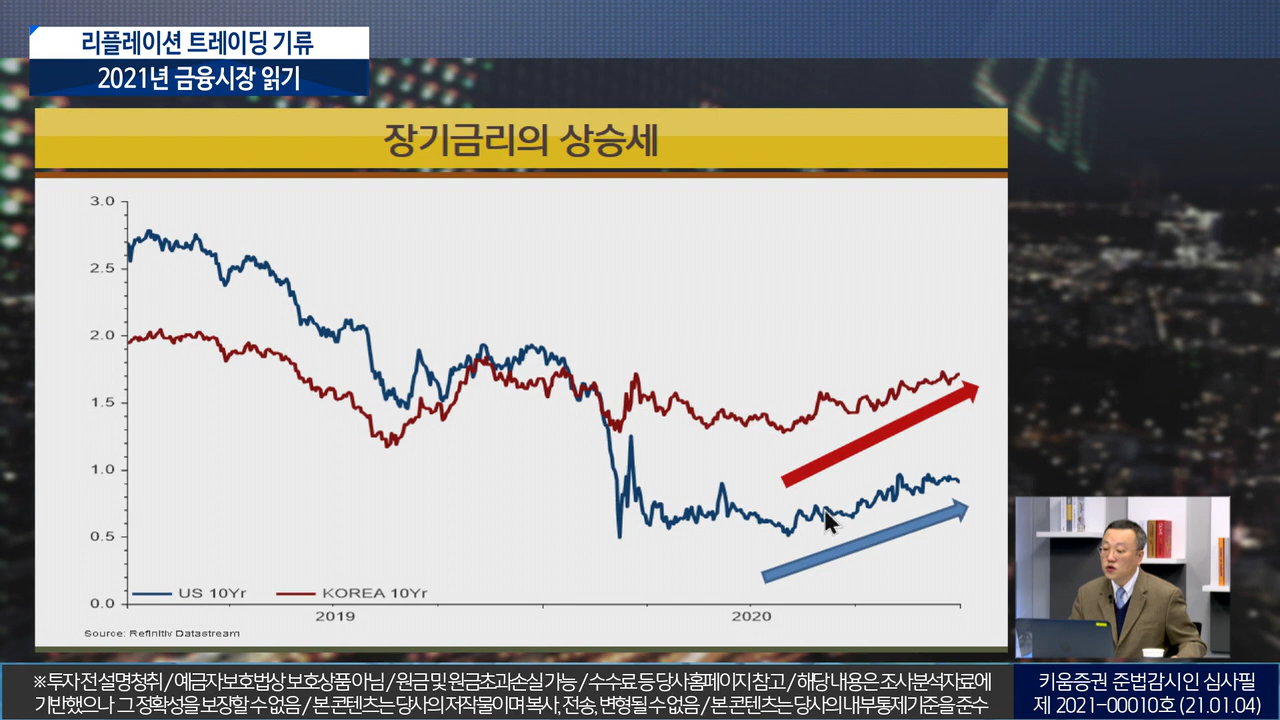 리플레이션 트레이딩 기류
2021년 금융시장 읽기
장기금리의 상승세
3.0
2.5
2.0
1.5
1.0
0.5
0.0
US 10Yr
KOREA 10Yr
2019
2020
Source: Refinitiv Datastream
※ 투자 전 설명청취 / 예금자보호법상 보호상품 아님 / 원금 및 원금초과손실 가능 / 수수료 등 당사홈페이지 참고 / 해당 내용은 조사분석자료에
기반했으나 그 정확성을 보장할 수 없음 / 본 콘텐츠는 당사의 저작물이며 복사, 전송, 변형될 수 없음 / 본 콘텐츠는 당사의 내부통제기준을 준수
키움증권 준법감시인 심사필
제 2021-00010호 (21.01.04)